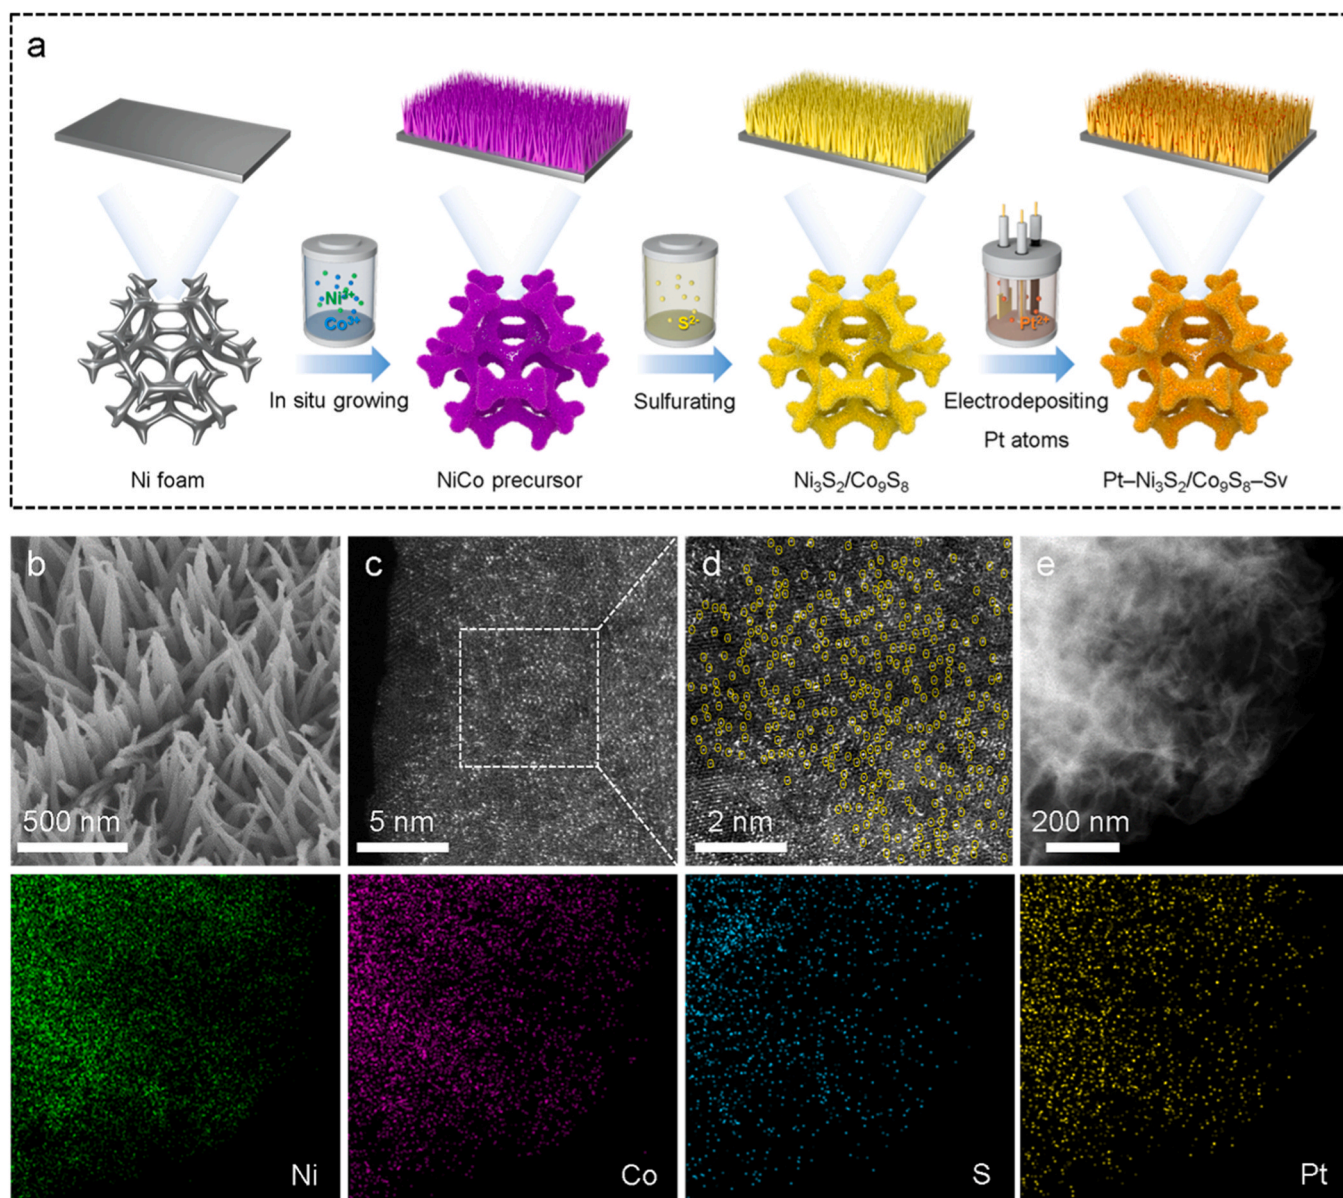 a
Ni²⁺
Co³⁺
S²⁻
Pt²⁺
In situ growing
Sulfurating
Electrodepositing
Pt atoms
Ni foam
NiCo precursor
Ni₃S₂/Co₉S₈
Pt–Ni₃S₂/Co₉S₈–Sv
b
c
d
e
500 nm
5 nm
2 nm
200 nm
Ni
Co
S
Pt